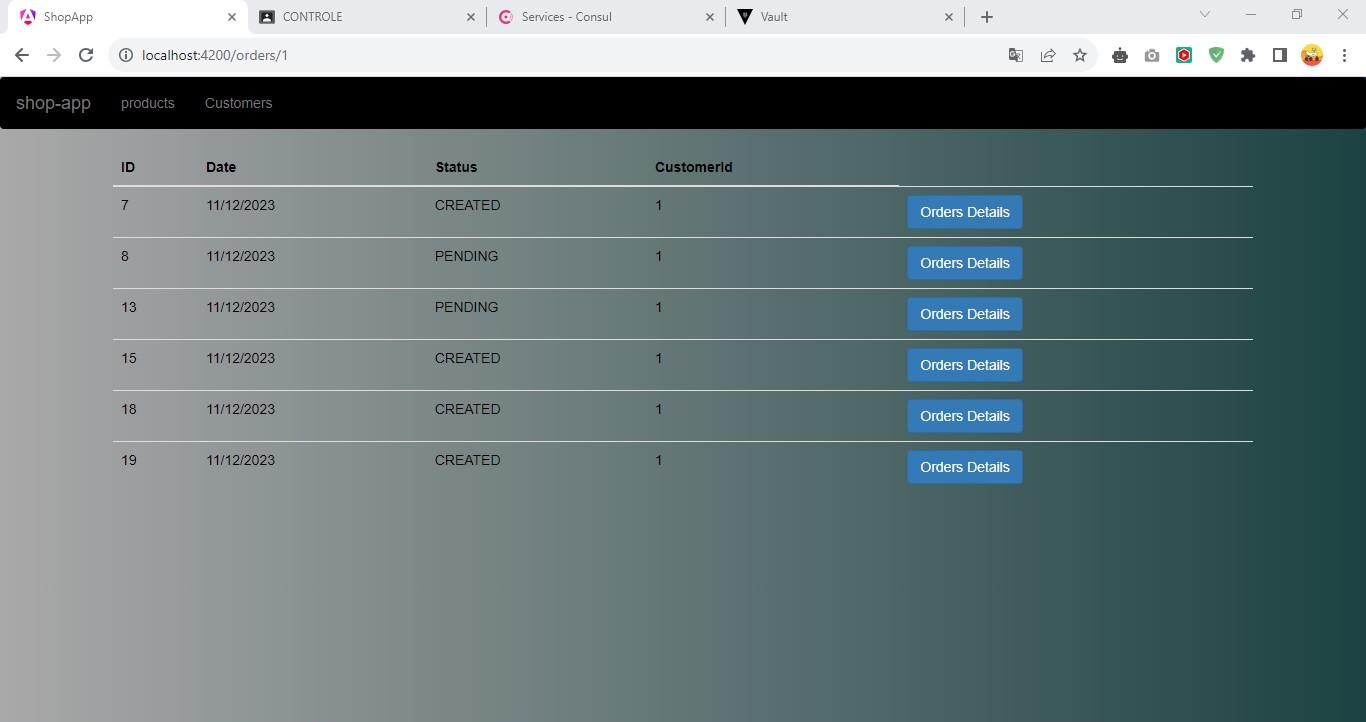 ShopApp CONTROLE Services - Consul Vault
localhost:4200/orders/1
shop-app products Customers
ID Date Status CustomerId
7 11/12/2023 CREATED 1 Orders Details
8 11/12/2023 PENDING 1 Orders Details
13 11/12/2023 PENDING 1 Orders Details
15 11/12/2023 CREATED 1 Orders Details
18 11/12/2023 CREATED 1 Orders Details
19 11/12/2023 CREATED 1 Orders Details